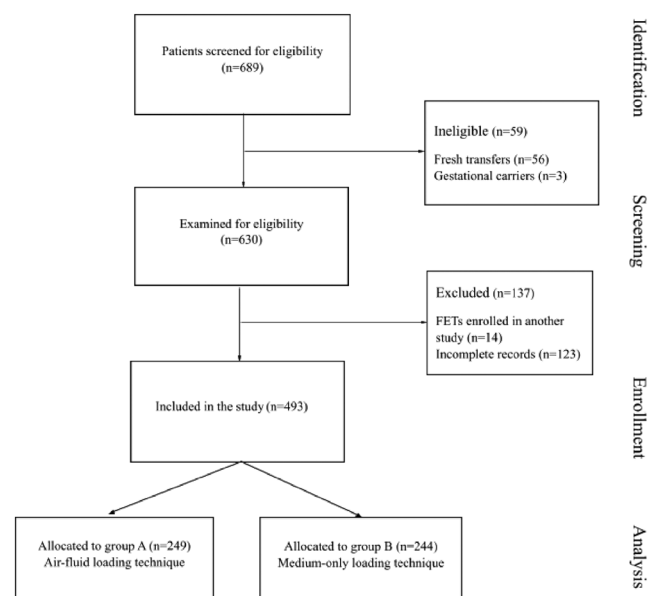 Patients screened for eligibility
(n=689)
Identification
Ineligible (n=59)
Fresh transfers (n=56)
Gestational carriers (n=3)
Examined for eligibility
(n=630)
Screening
Excluded (n=137)
FETs enrolled in another
study (n=14)
Incomplete records (n=123)
Included in the study (n=493)
Enrollment
Allocated to group A (n=249)
Air-fluid loading technique
Allocated to group B (n=244)
Medium-only loading technique
Analysis